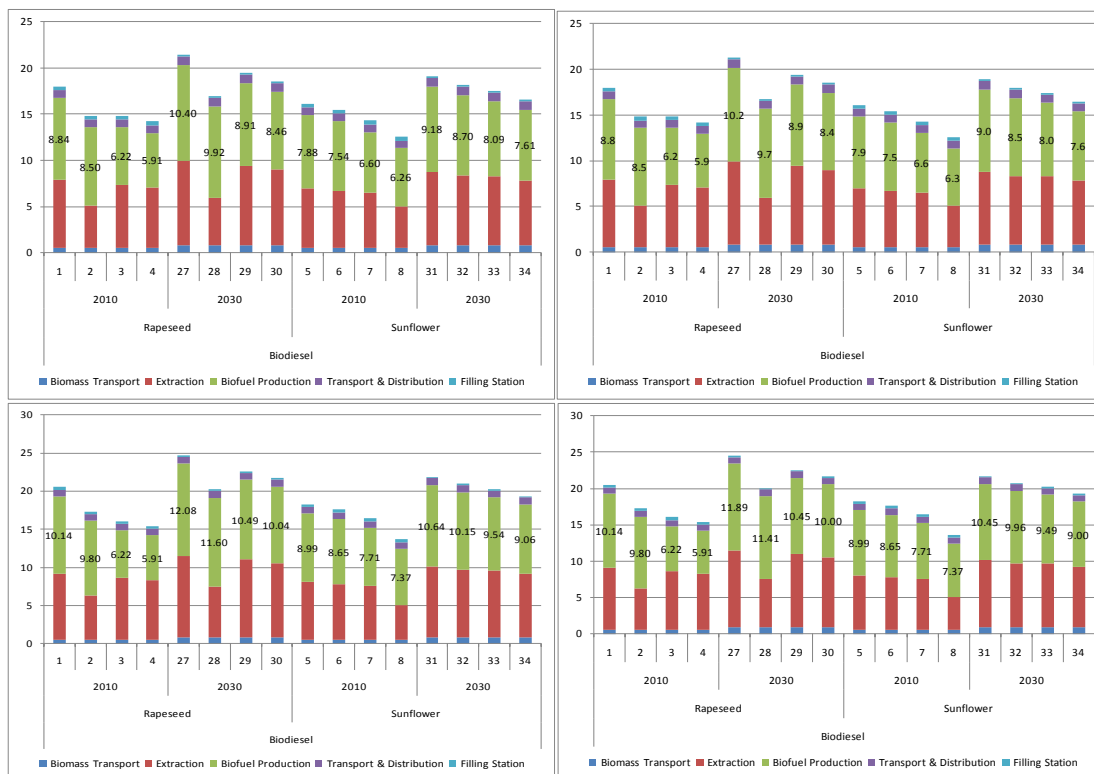 25
20
15
10
5
0
8.84 8.50 6.22 5.91 10.40 9.92 8.91 8.46 7.88 7.54 6.60 6.26 9.18 8.70 8.09 7.61
1 2 3 4 27 28 29 30 5 6 7 8 31 32 33 34
2010 2030 2010 2030
Rapeseed Sunflower
Biodiesel
Biomass Transport Extraction Biofuel Production Transport & Distribution Filling Station
25
20
15
10
5
0
8.8 8.5 6.2 5.9 10.2 9.7 8.9 8.4 7.9 7.5 6.6 6.3 9.0 8.5 8.0 7.6
1 2 3 4 27 28 29 30 5 6 7 8 31 32 33 34
2010 2030 2010 2030
Rapeseed Sunflower
Biodiesel
Biomass Transport Extraction Biofuel Production Transport & Distribution Filling Station
30
25
20
15
10
5
0
10.14 9.80 6.22 5.91 12.08 11.60 10.49 10.04 8.99 8.65 7.71 7.37 10.64 10.15 9.54 9.06
1 2 3 4 27 28 29 30 5 6 7 8 31 32 33 34
2010 2030 2010 2030
Rapeseed Sunflower
Biodiesel
Biomass Transport Extraction Biofuel Production Transport & Distribution Filling Station
30
25
20
15
10
5
0
10.14 9.80 6.22 5.91 11.89 11.41 10.45 10.00 8.99 8.65 7.71 7.37 10.45 9.96 9.49 9.00
1 2 3 4 27 28 29 30 5 6 7 8 31 32 33 34
2010 2030 2010 2030
Rapeseed Sunflower
Biodiesel
Biomass Transport Extraction Biofuel Production Transport & Distribution Filling Station